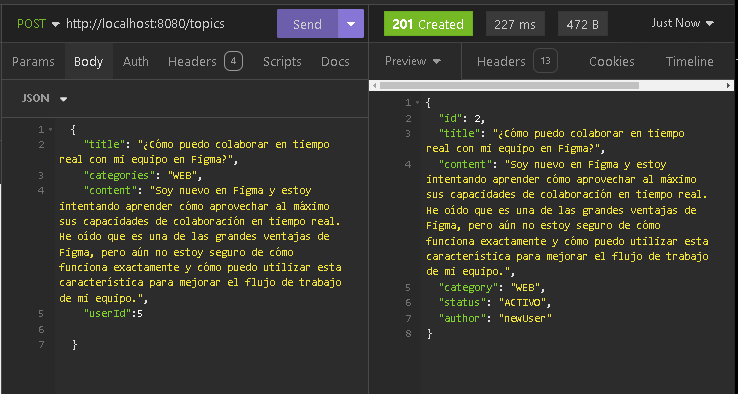 POST http://localhost:8080/topics Send
201 Created 227 ms 472 B Just Now
Params Body Auth Headers 4 Scripts Docs
Preview Headers 13 Cookies Timeline
JSON
1 {
2 "title": "¿Cómo puedo colaborar en tiempo
real con mi equipo en Figma?",
3 "categories": "WEB",
4 "content": "Soy nuevo en Figma y estoy
intentando aprender cómo aprovechar al máximo
sus capacidades de colaboración en tiempo real.
He oído que es una de las grandes ventajas de
Figma, pero aún no estoy seguro de cómo
funciona exactamente y cómo puedo utilizar esta
característica para mejorar el flujo de trabajo
de mi equipo.",
5 "userId":5
6
7 }
1 {
2 "id": 2,
3 "title": "¿Cómo puedo colaborar en tiempo
real con mi equipo en Figma?",
4 "content": "Soy nuevo en Figma y estoy
intentando aprender cómo aprovechar al máximo
sus capacidades de colaboración en tiempo real.
He oído que es una de las grandes ventajas de
Figma, pero aún no estoy seguro de cómo
funciona exactamente y cómo puedo utilizar esta
característica para mejorar el flujo de trabajo
de mi equipo.",
5 "category": "WEB",
6 "status": "ACTIVO",
7 "author": "newUser"
8 }